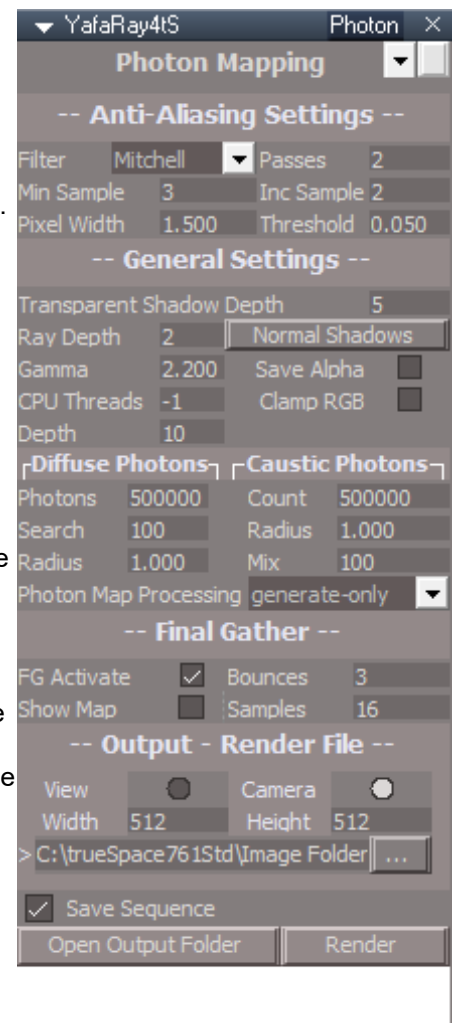 YafaRay4tS Photon ×
Photon Mapping
-- Anti-Aliasing Settings --
Filter Mitchell Passes 2
Min Sample 3 Inc Sample 2
.
Pixel Width 1.500 Threshold 0.050
-- General Settings --
Transparent Shadow Depth 5
Ray Depth 2 Normal Shadows
Gamma 2.200 Save Alpha
CPU Threads -1 Clamp RGB
Depth 10
Diffuse Photons Caustic Photons
Photons 500000 Count 500000
Search 100 Radius 1.000
e
Radius 1.000 Mix 100
Photon Map Processing generate-only
-- Final Gather --
FG Activate Bounces 3
e
Show Map Samples 16
-- Output - Render File --
e
View Camera
Width 512 Height 512
> C:\trueSpace761Std\Image Folder ...
Save Sequence
Open Output Folder Render